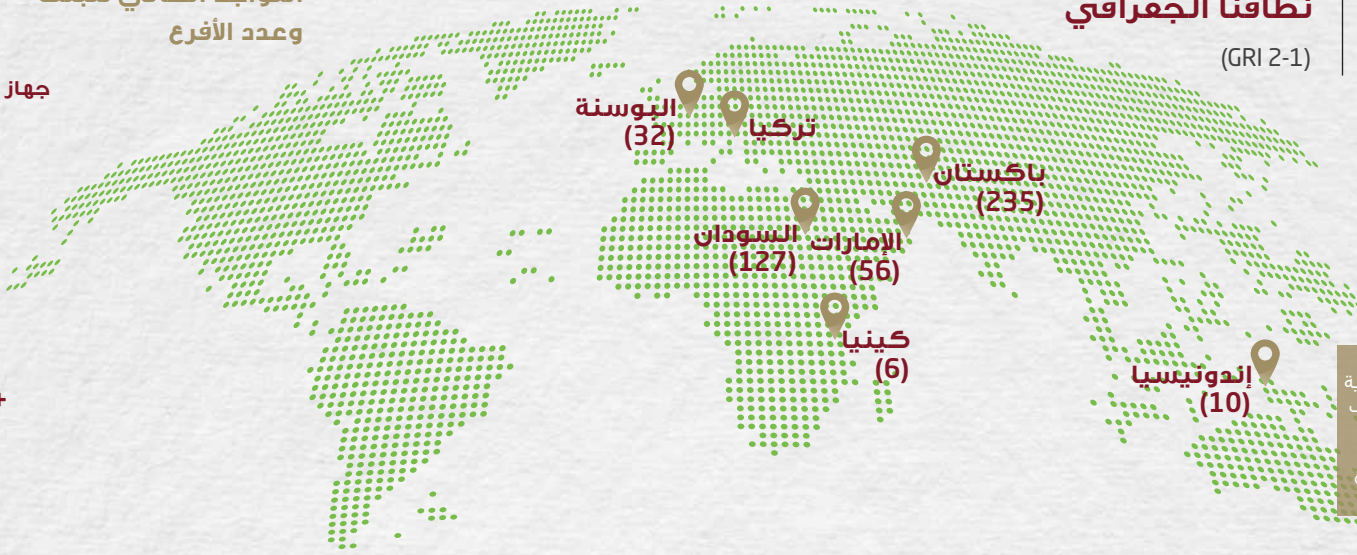 نطاقنا الجغرافي
(GRI 2-1)
وعدد الأفرع
جهاز
البوسنة
(32)
تركيا
باكستان
(235)
السودان
(127)
الإمارات
(56)
كينيا
(6)
إندونيسيا
(10)